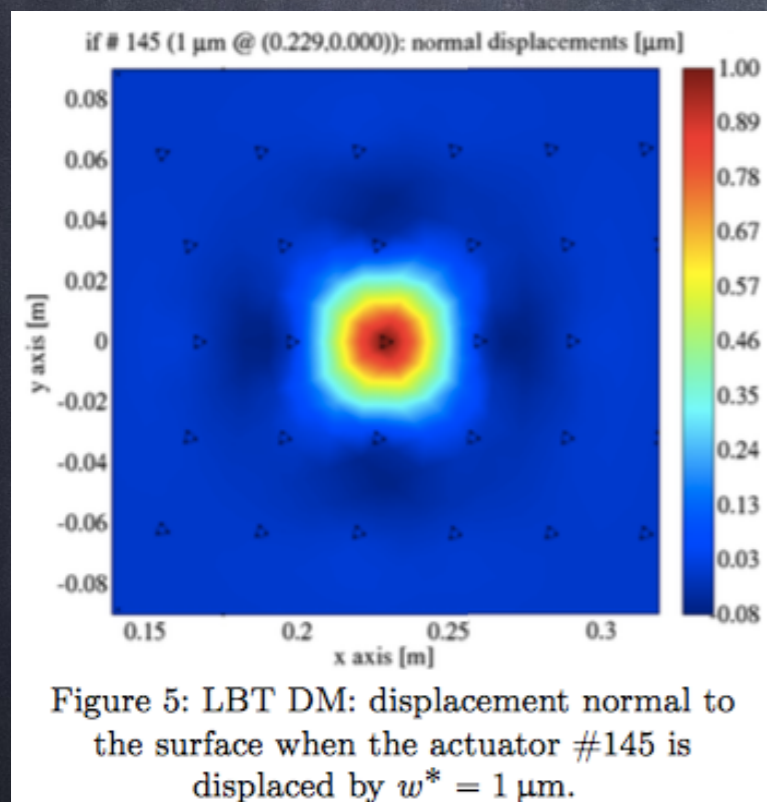 if # 145 (1 μm @ (0.229,0.000)): normal displacements [μm]
1.00
0.89
0.78
0.67
0.57
0.46
0.35
0.24
0.13
0.03
0.08
0.08
0.06
0.04
0.02
0
-0.02
-0.04
-0.06
-0.08
y axis [m]
0.15 0.2 0.25 0.3
x axis [m]
Figure 5: LBT DM: displacement normal to
the surface when the actuator #145 is
displaced by w* = 1 μm.